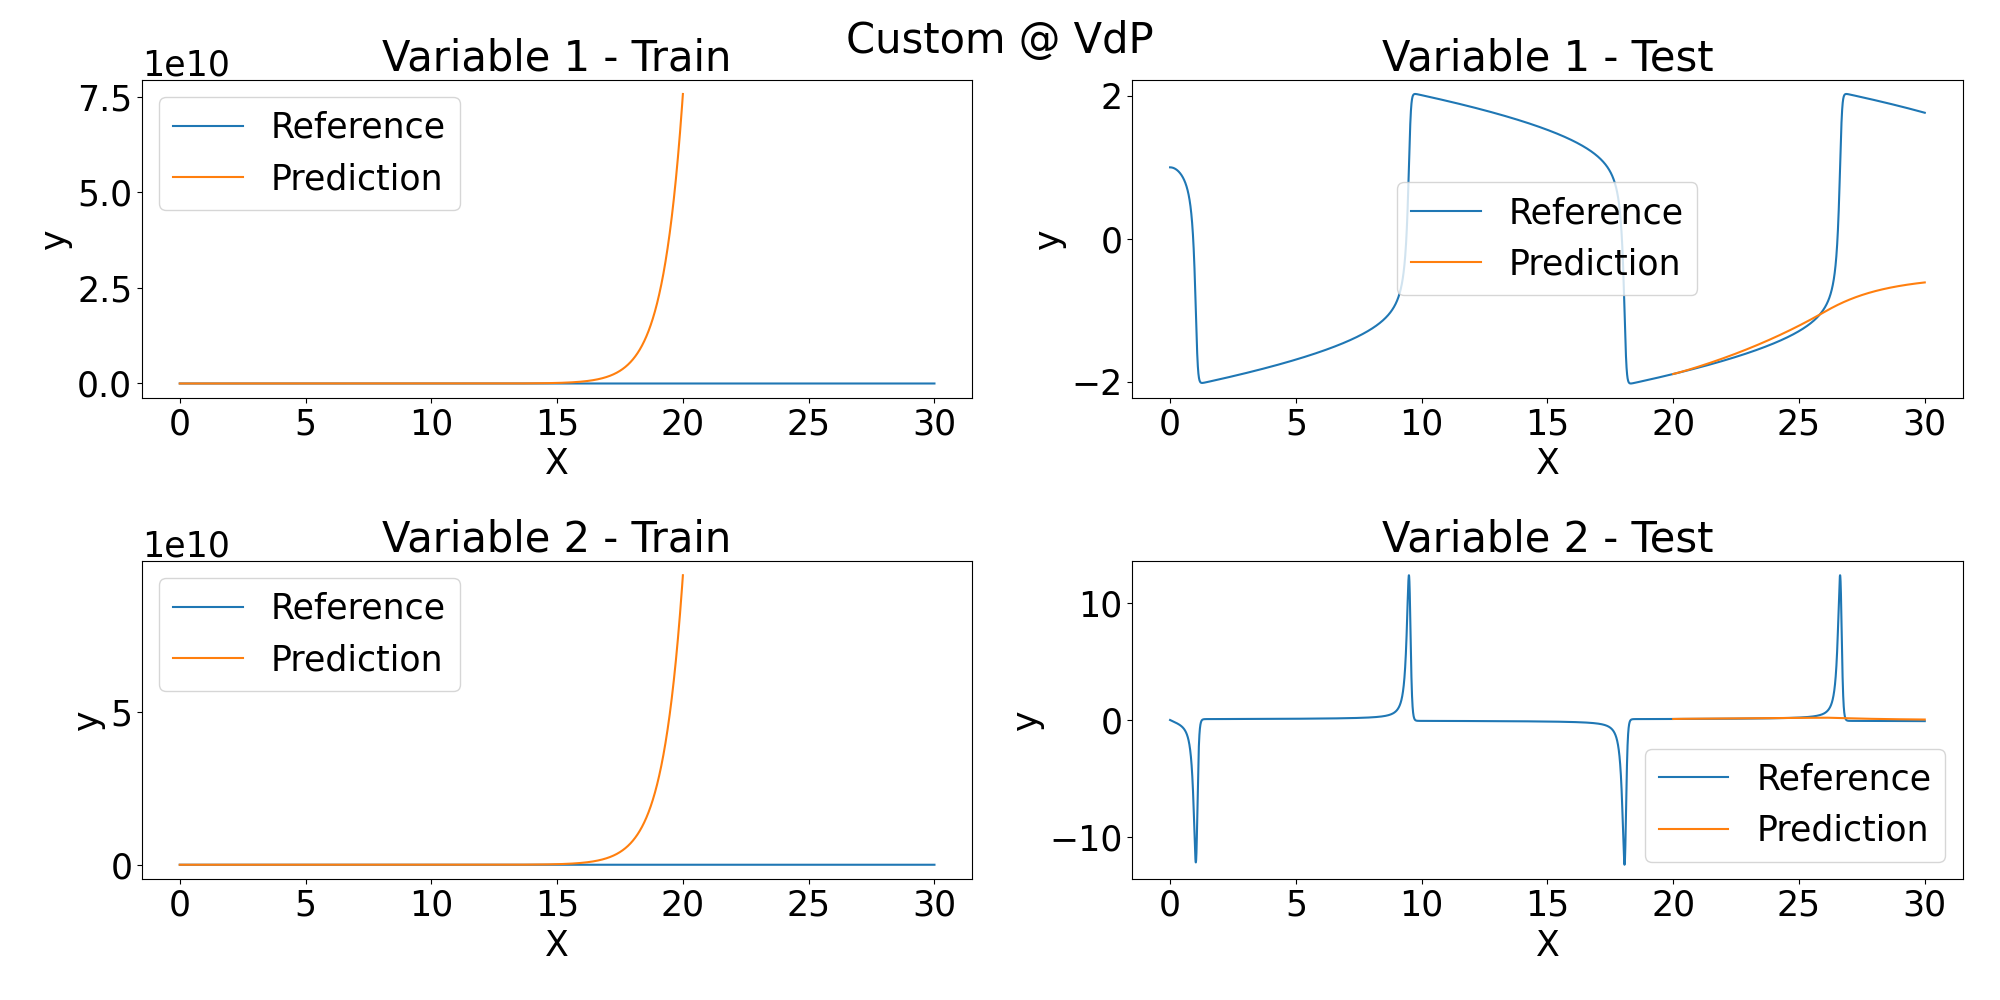 Custom @ VdP
Variable 1 - Train
1e10
7.5
5.0
2.5
0.0
y
Reference
Prediction
0 5 10 15 20 25 30
X
Variable 1 - Test
2
0
−2
y
Reference
Prediction
0 5 10 15 20 25 30
X
Variable 2 - Train
1e10
5
0
y
Reference
Prediction
0 5 10 15 20 25 30
X
Variable 2 - Test
10
0
−10
y
Reference
Prediction
0 5 10 15 20 25 30
X